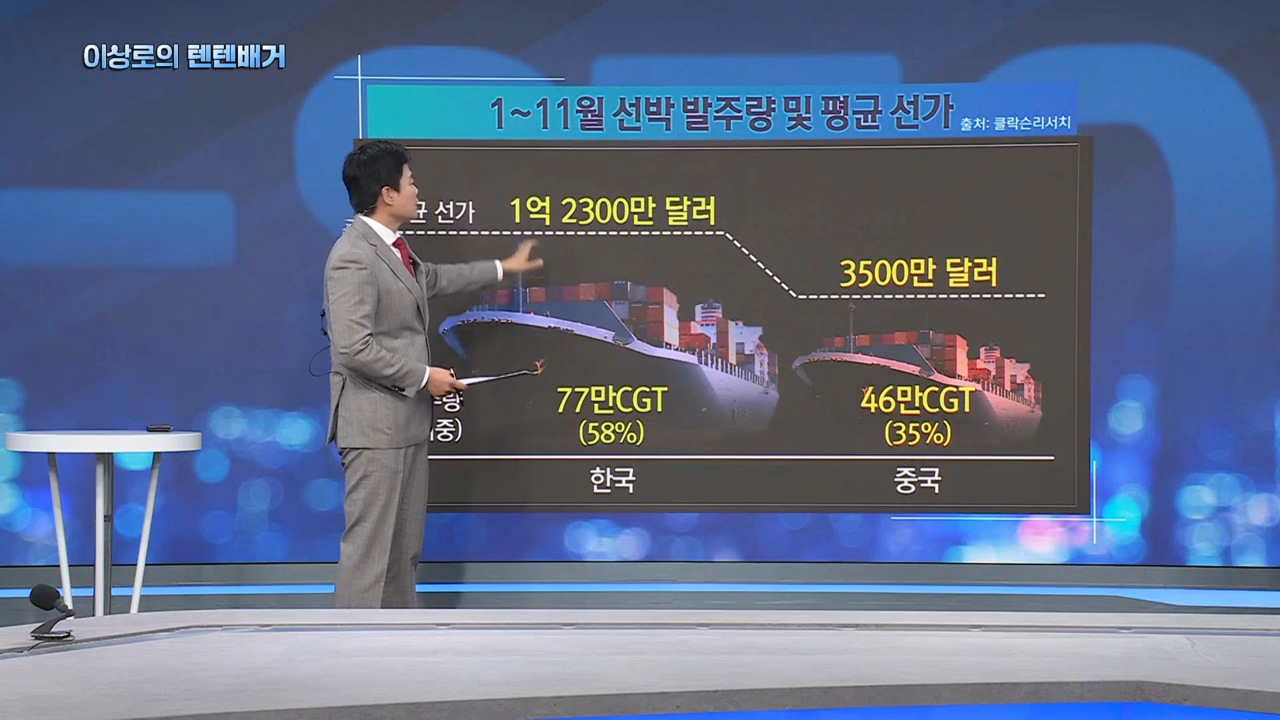 이상로의 텐텐배거
1~11월 선박 발주량 및 평균 선가
출처: 클락슨리서치
선가 1억 2300만 달러
3500만 달러
77만CGT 46만CGT
(58%) (35%)
한국 중국